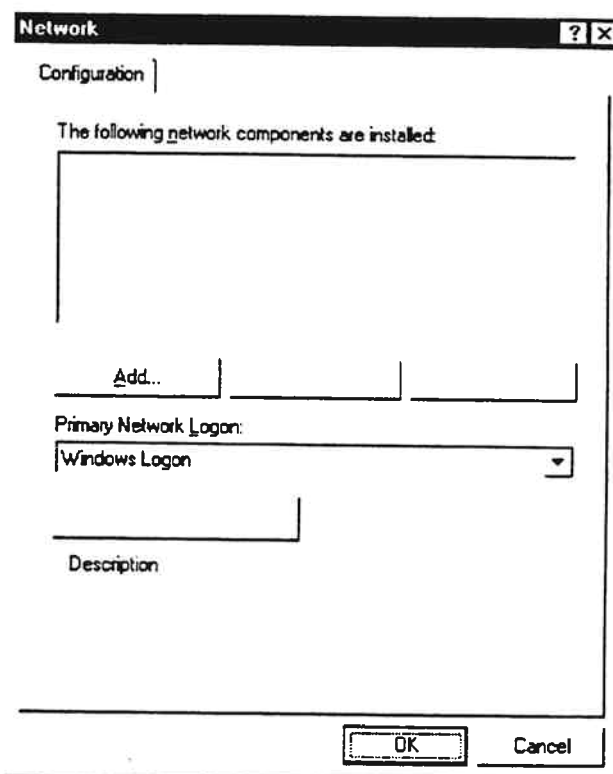 Network
Configuration
The following network components are installed:
Add...
Primary Network Logon:
Windows Logon
Description
OK
Cancel